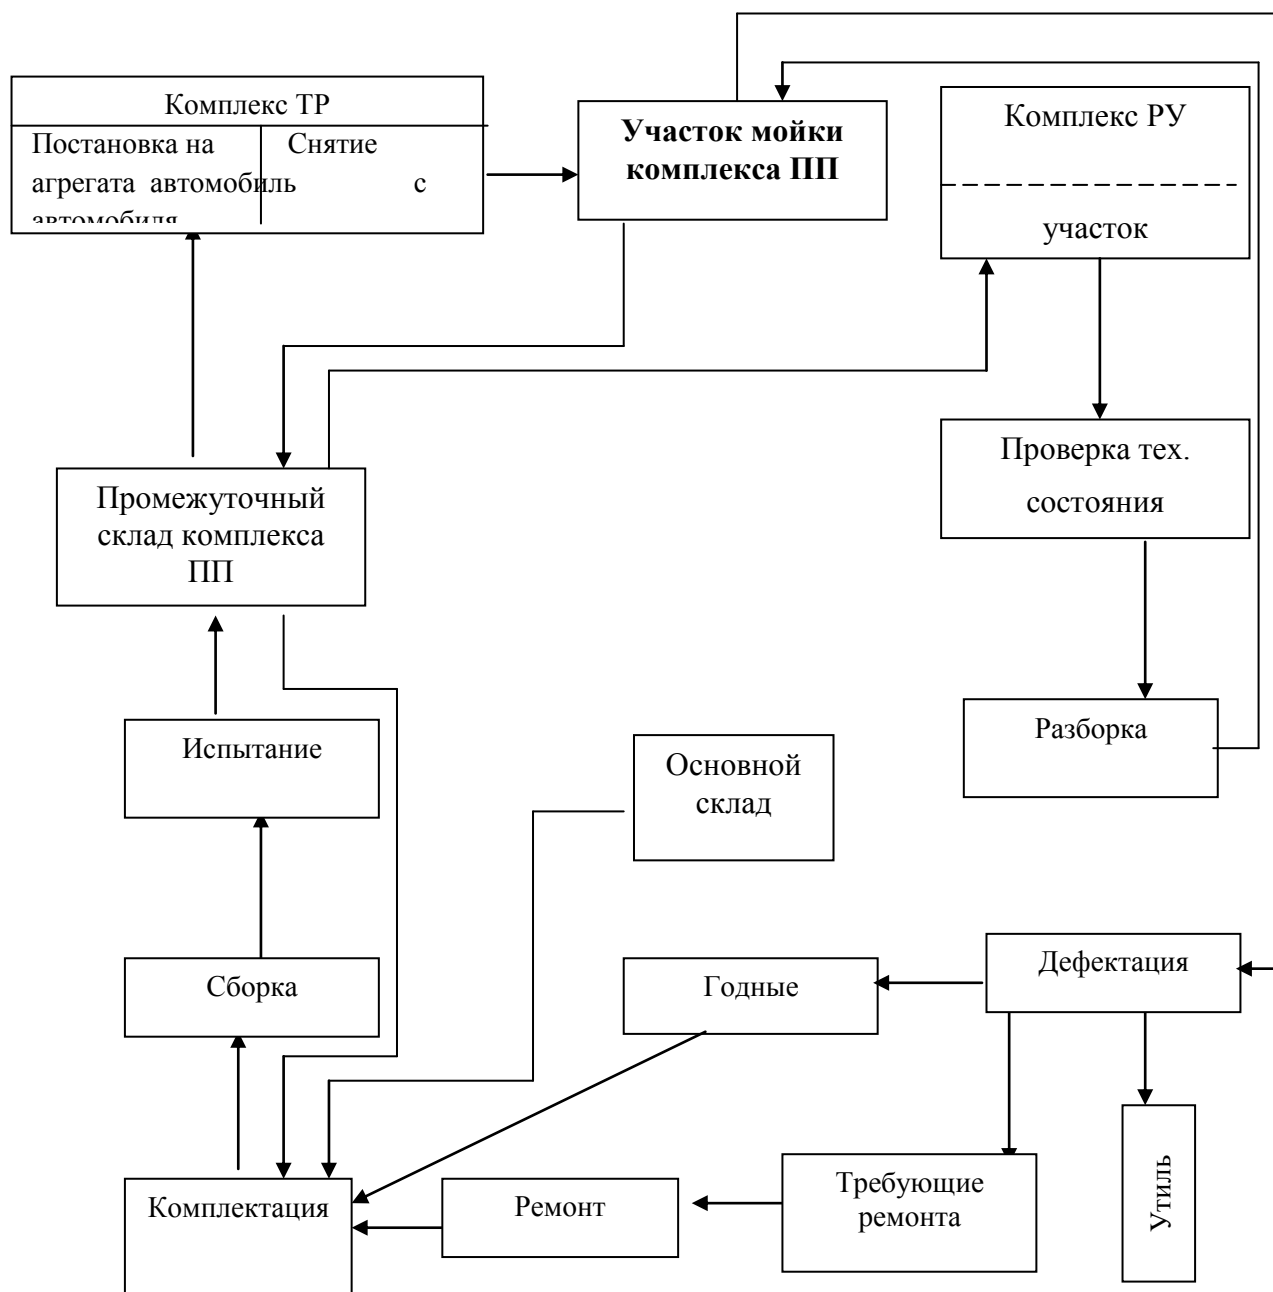 Комплекс ТР
Постановка на
агрегата автомобиль
автомобиля
Снятие
с
Участок мойки
комплекса ПП
Комплекс РУ
участок
Проверка тех.
состояния
Промежуточный
склад комплекса
ПП
Испытание
Основной
склад
Разборка
Сборка
Годные
Дефектация
Комплектация
Ремонт
Требующие
ремонта
Утиль